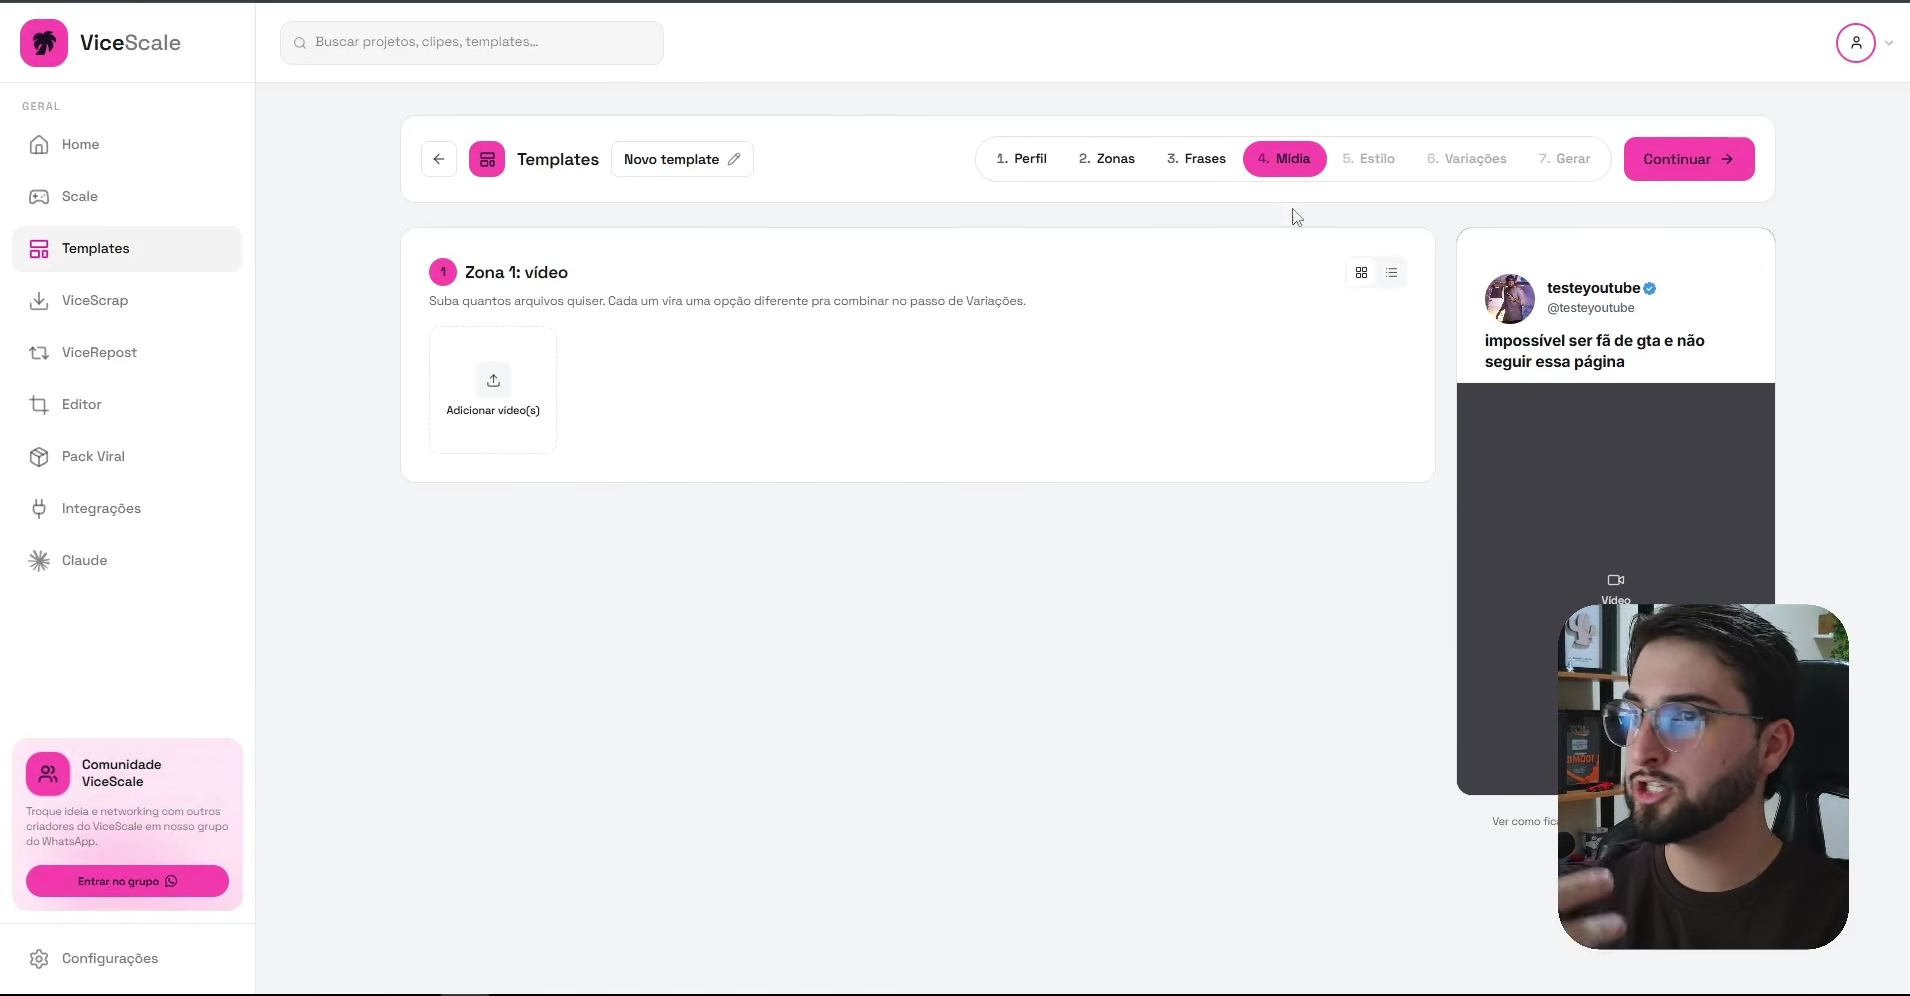 ViceScale
Buscar projetos, clipes, templates...
GERAL
Home
Scale
Templates
ViceScrap
ViceRepost
Editor
Pack Viral
Integrações
Claude
Comunidade
ViceScale
Troque ideia e networking com outros
criadores do ViceScale em nosso grupo
do WhatsApp.
Entrar no grupo
Configurações
Templates
Novo template
1. Perfil
2. Zonas
3. Frases
4. Mídia
5. Estilo
6. Variações
7. Gerar
Continuar
1
Zona 1: vídeo
Suba quantos arquivos quiser. Cada um vira uma opção diferente pra combinar no passo de Variações.
Adicionar vídeo(s)
testeyoutube
@testeyoutube
impossível ser fã de gta e não
seguir essa página
Vídeo
Ver como